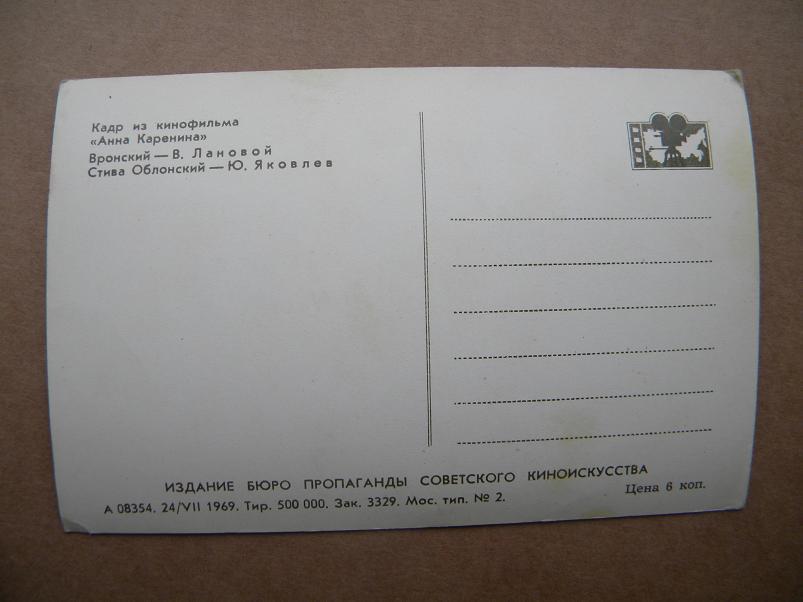 Кадр из кинофильма
«Анна Каренина»
Вронский — В. Лановой
Стива Облонский — Ю. Яковлев
ИЗДАНИЕ БЮРО ПРОПАГАНДЫ СОВЕТСКОГО КИНОИСКУССТВА
А 08354. 24/VII 1969. Тир. 500 000. Зак. 3329. Мос. тип. № 2.
Цена 6 коп.